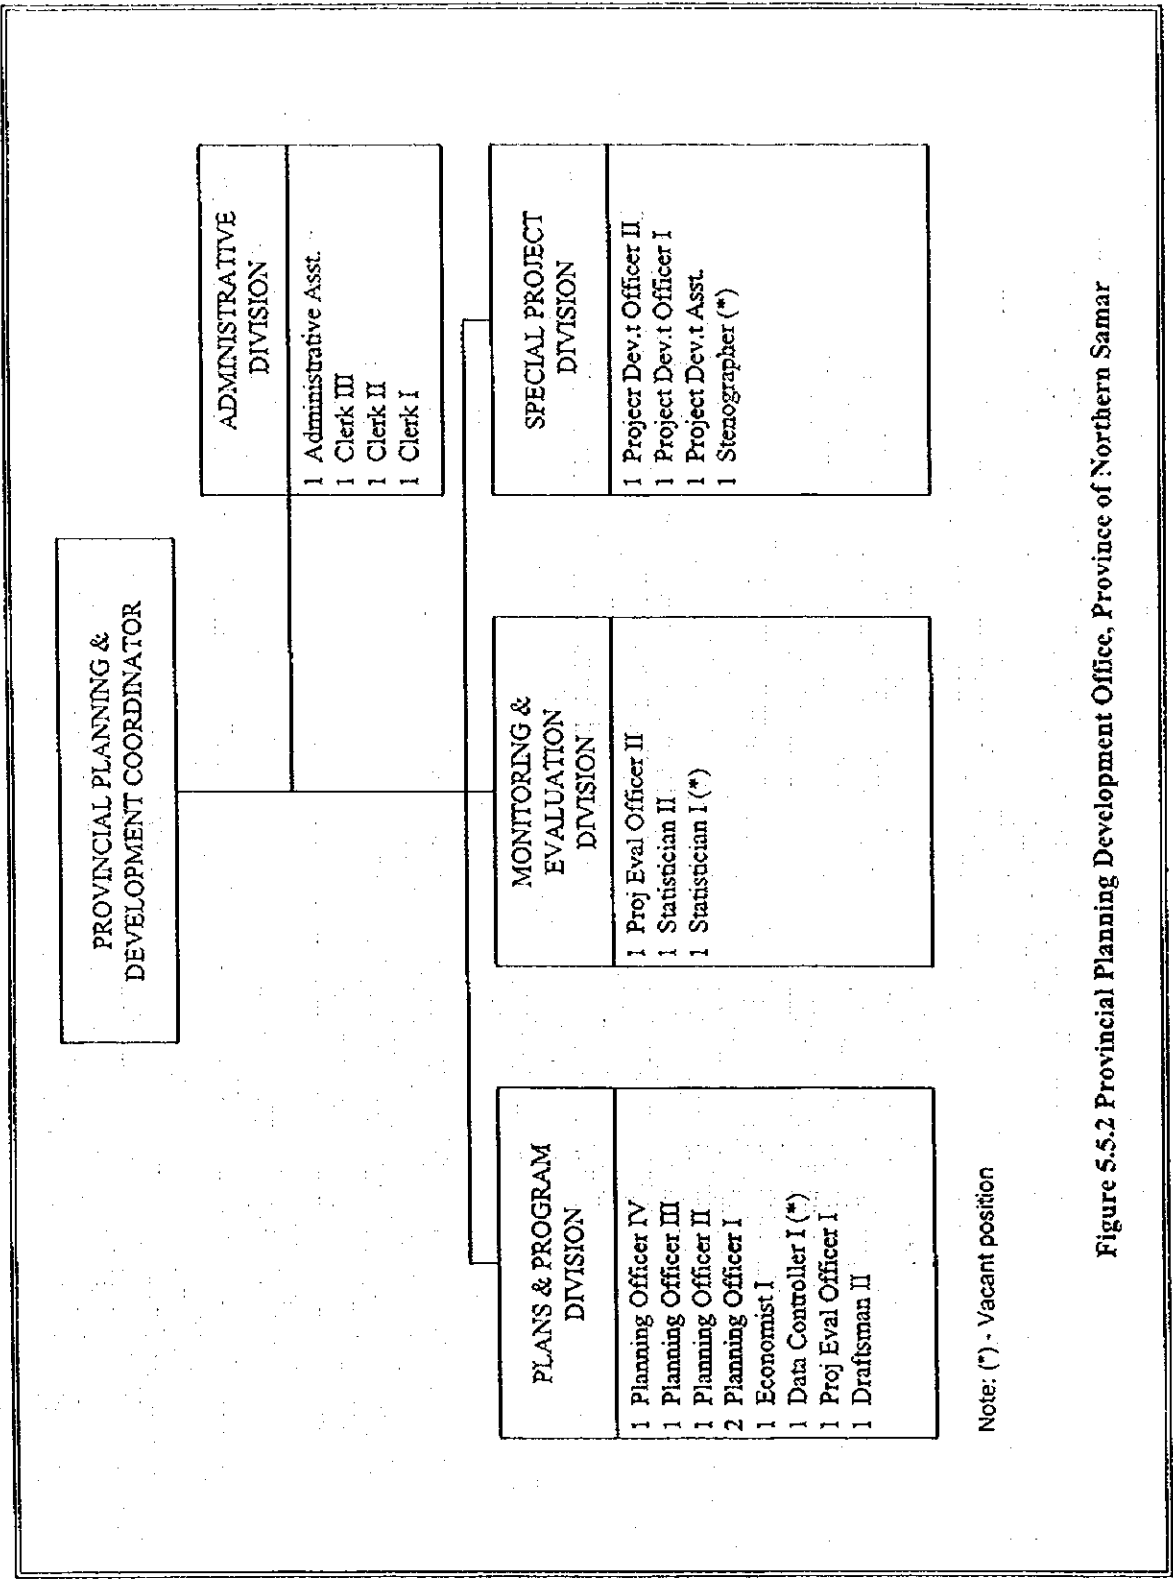 PROVINCIAL PLANNING &
DEVELOPMENT COORDINATOR
ADMINISTRATIVE
DIVISION
1 Administrative Asst.
1 Clerk III
1 Clerk II
1 Clerk I
PLANS & PROGRAM
DIVISION
1 Planning Officer IV
1 Planning Officer III
1 Planning Officer II
2 Planning Officer I
1 Economist I
1 Data Controller I (*)
1 Proj Eval Officer I
1 Draftsman II
MONITORING &
EVALUATION
DIVISION
1 Proj Eval Officer II
1 Statistician II
1 Statistician I (*)
SPECIAL PROJECT
DIVISION
1 Project Dev.t Officer II
1 Project Dev.t Officer I
1 Project Dev.t Asst.
1 Stenographer (*)
Note: (*) - Vacant position
Figure 5.5.2 Provincial Planning Development Office, Province of Northern Samar